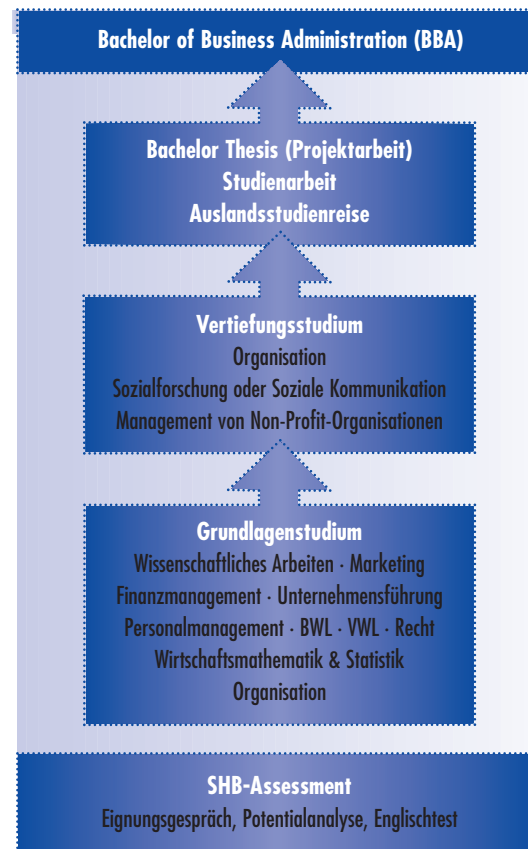 Bachelor of Business Administration (BBA)
Bachelor Thesis (Projektarbeit)
Studienarbeit
Auslandsstudienreise
Vertiefungsstudium
Organisation
Sozialforschung oder Soziale Kommunikation
Management von Non-Profit-Organisationen
Grundlagenstudium
Wissenschaftliches Arbeiten · Marketing
Finanzmanagement · Unternehmensführung
Personalmanagement · BWL · VWL · Recht
Wirtschaftsmathematik & Statistik
Organisation
SHB-Assessment
Eignungsgespräch, Potentialanalyse, Englischtest